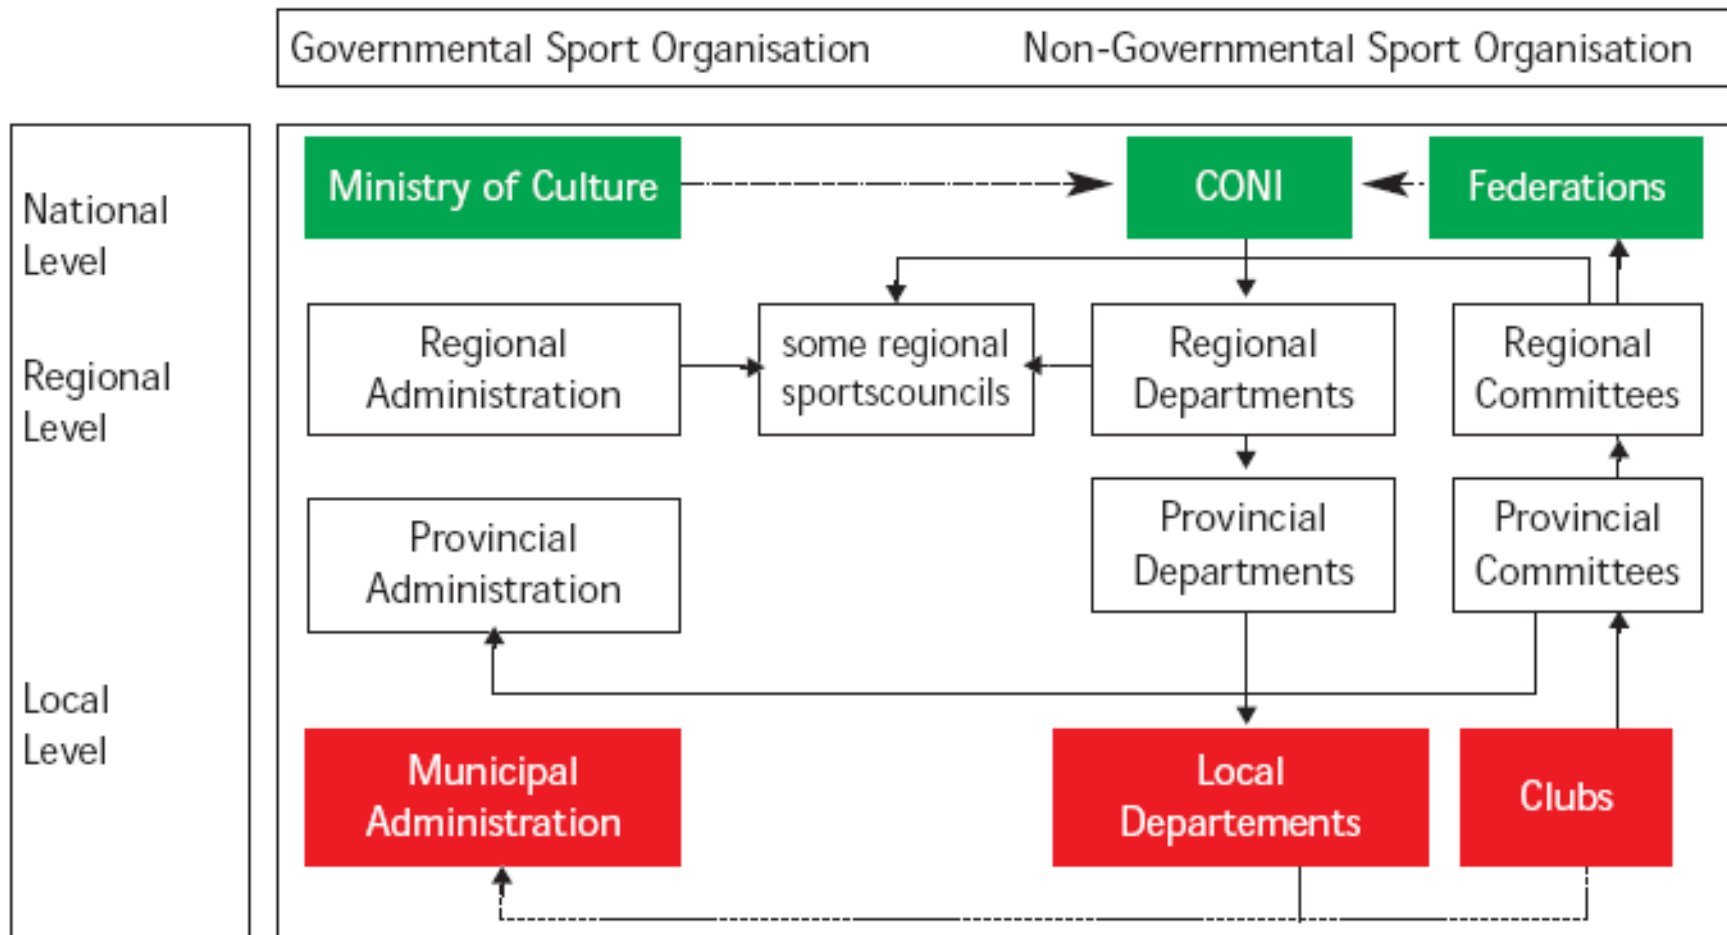 Governmental Sport Organisation
Non-Governmental Sport Organisation
National
Level
Ministry of Culture
CONI
Federations
Regional
Level
Regional
Administration
some regional
sportscouncils
Regional
Departments
Regional
Committees
Provincial
Administration
Provincial
Departments
Provincial
Committees
Local
Level
Municipal
Administration
Local
Departements
Clubs